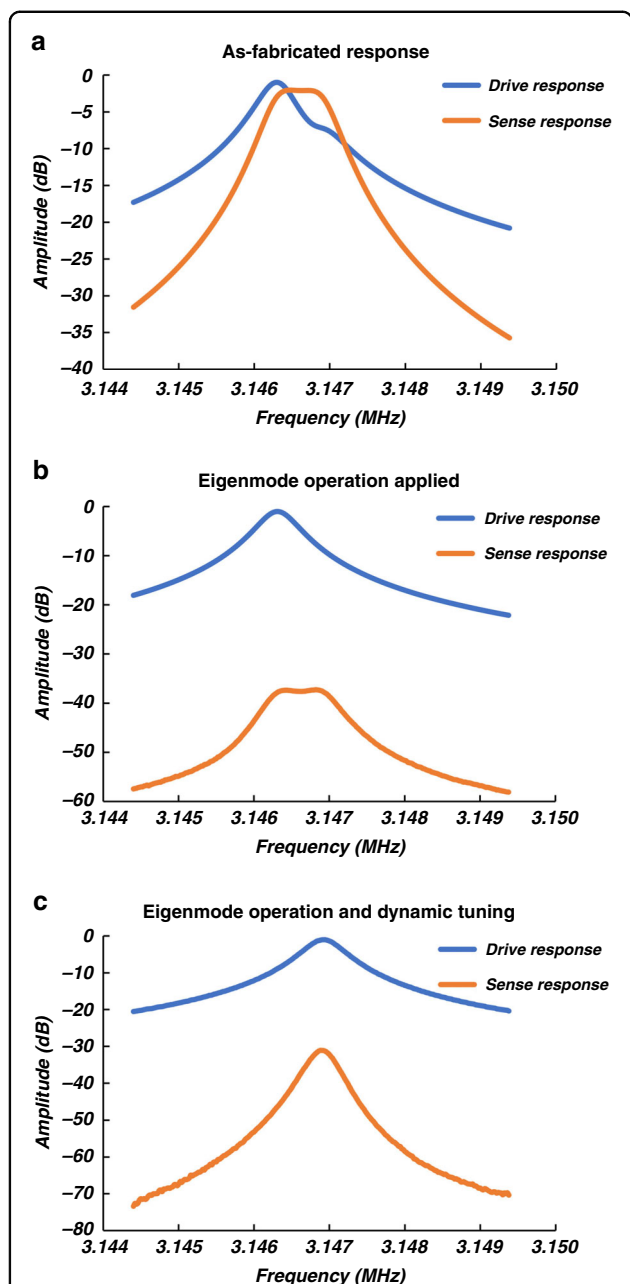 a
As-fabricated response
Drive response
Sense response
Amplitude (dB)
0
–5
–10
–15
–20
–25
–30
–35
–40
3.144 3.145 3.146 3.147 3.148 3.149 3.150
Frequency (MHz)
b
Eigenmode operation applied
Drive response
Sense response
Amplitude (dB)
0
–10
–20
–30
–40
–50
–60
3.144 3.145 3.146 3.147 3.148 3.149 3.150
Frequency (MHz)
c
Eigenmode operation and dynamic tuning
Drive response
Sense response
Amplitude (dB)
0
–10
–20
–30
–40
–50
–60
–70
–80
3.144 3.145 3.146 3.147 3.148 3.149 3.150
Frequency (MHz)